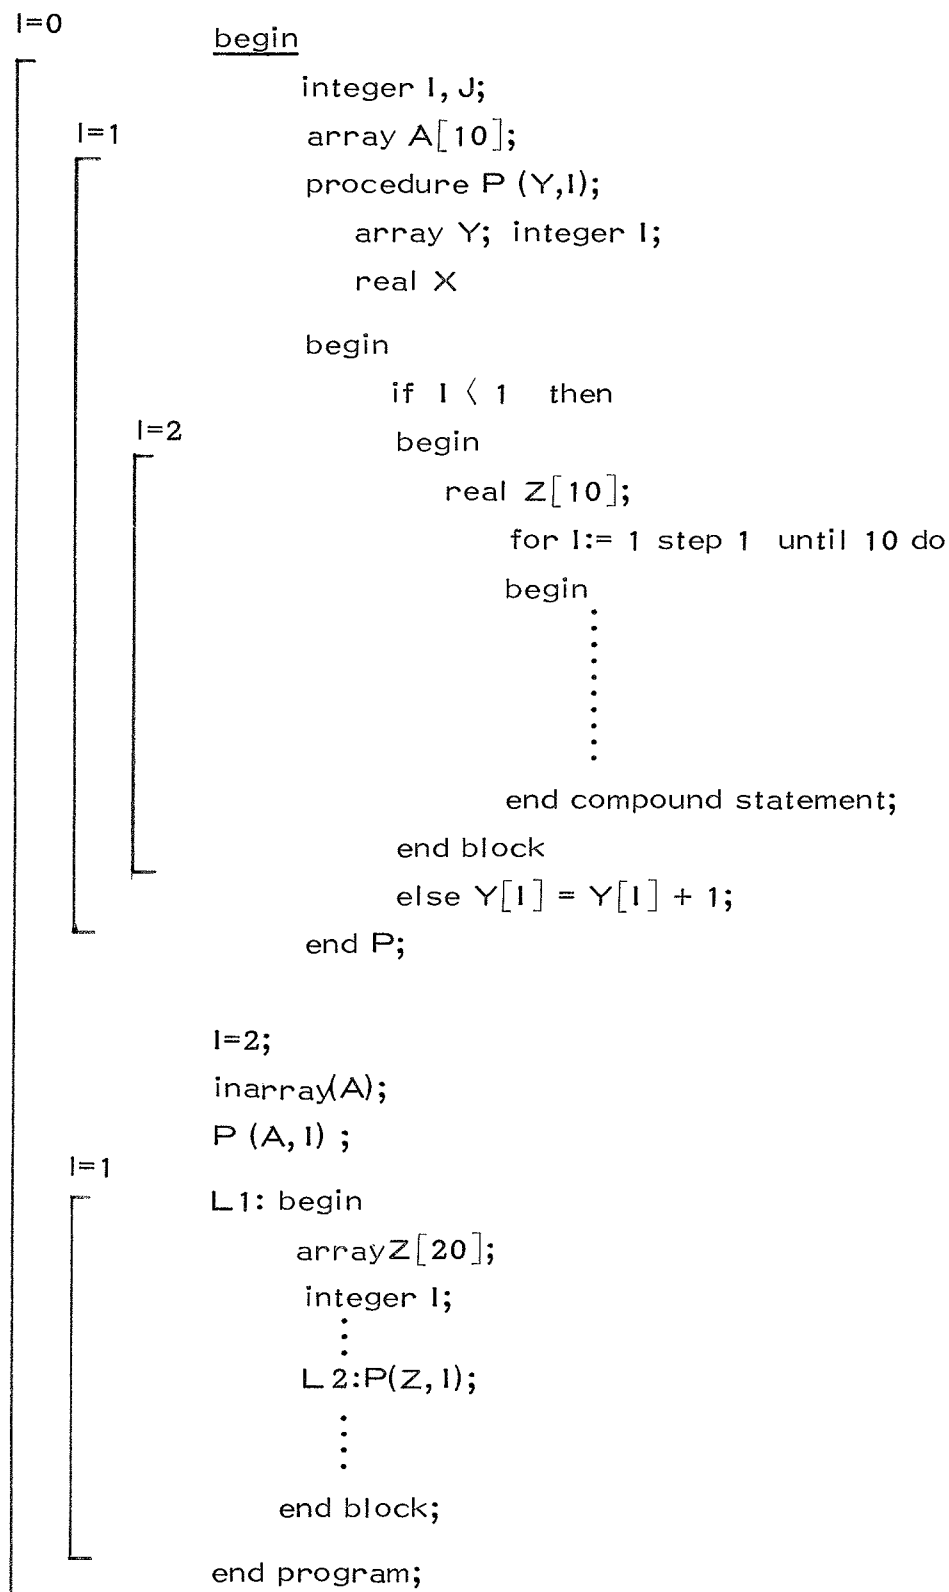 l=0
begin
integer I, J;
l=1
array A[10];
procedure P (Y,I);
array Y; integer I;
real X
begin
if I < 1 then
l=2
begin
real Z[10];
for I:= 1 step 1 until 10 do
begin
end compound statement;
end block
else Y[I] = Y[I] + 1;
end P;
I=2;
inarray(A);
P (A, I) ;
l=1
L1: begin
array Z[20];
integer I;
L2:P(Z, I);
end block;
end program;